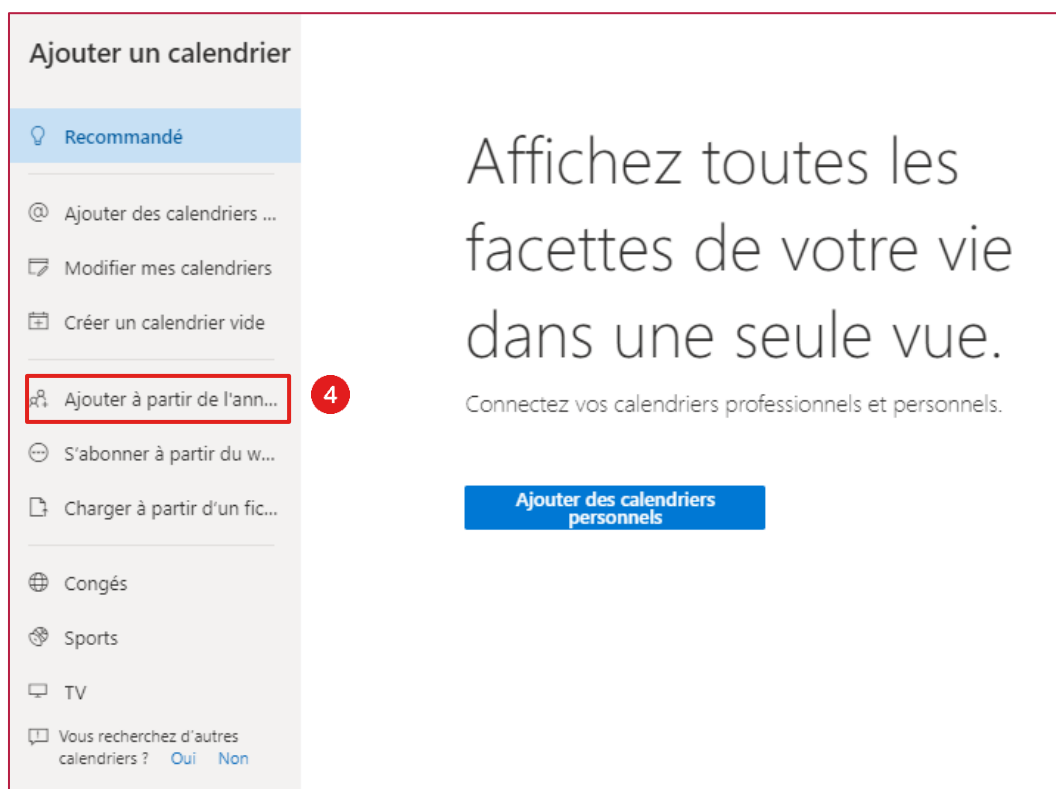 Ajouter un calendrier
Recommandé
Ajouter des calendriers ...
Modifier mes calendriers
Créer un calendrier vide
Ajouter à partir de l'ann...
4
S'abonner à partir du w...
Charger à partir d'un fic...
Congés
Sports
TV
Vous recherchez d'autres
calendriers ? Oui Non
Affichez toutes les
facettes de votre vie
dans une seule vue.
Connectez vos calendriers professionnels et personnels.
Ajouter des calendriers
personnels